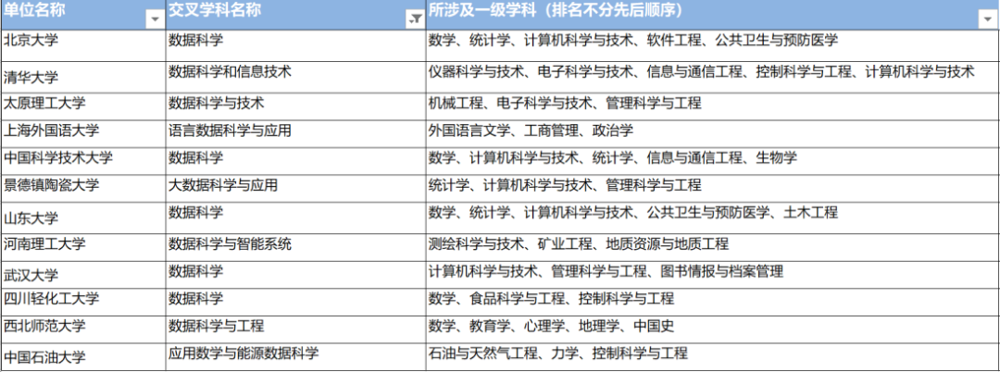 单位名称 交叉学科名称 所涉及一级学科（排名不分先后顺序）
北京大学 数据科学 数学、统计学、计算机科学与技术、软件工程、公共卫生与预防医学
清华大学 数据科学和信息技术 仪器科学与技术、电子科学与技术、信息与通信工程、控制科学与工程、计算机科学与技术
太原理工大学 数据科学与技术 机械工程、电子科学与技术、管理科学与工程
上海外国语大学 语言数据科学与应用 外国语言文学、工商管理、政治学
中国科学技术大学 数据科学 数学、计算机科学与技术、统计学、信息与通信工程、生物学
景德镇陶瓷大学 大数据科学与应用 统计学、计算机科学与技术、管理科学与工程
山东大学 数据科学 数学、统计学、计算机科学与技术、公共卫生与预防医学、土木工程
河南理工大学 数据科学与智能系统 测绘科学与技术、矿业工程、地质资源与地质工程
武汉大学 数据科学 计算机科学与技术、管理科学与工程、图书情报与档案管理
四川轻化工大学 数据科学 数学、食品科学与工程、控制科学与工程
西北师范大学 数据科学与工程 数学、教育学、心理学、地理学、中国史
中国石油大学 应用数学与能源数据科学 石油与天然气工程、力学、控制科学与工程